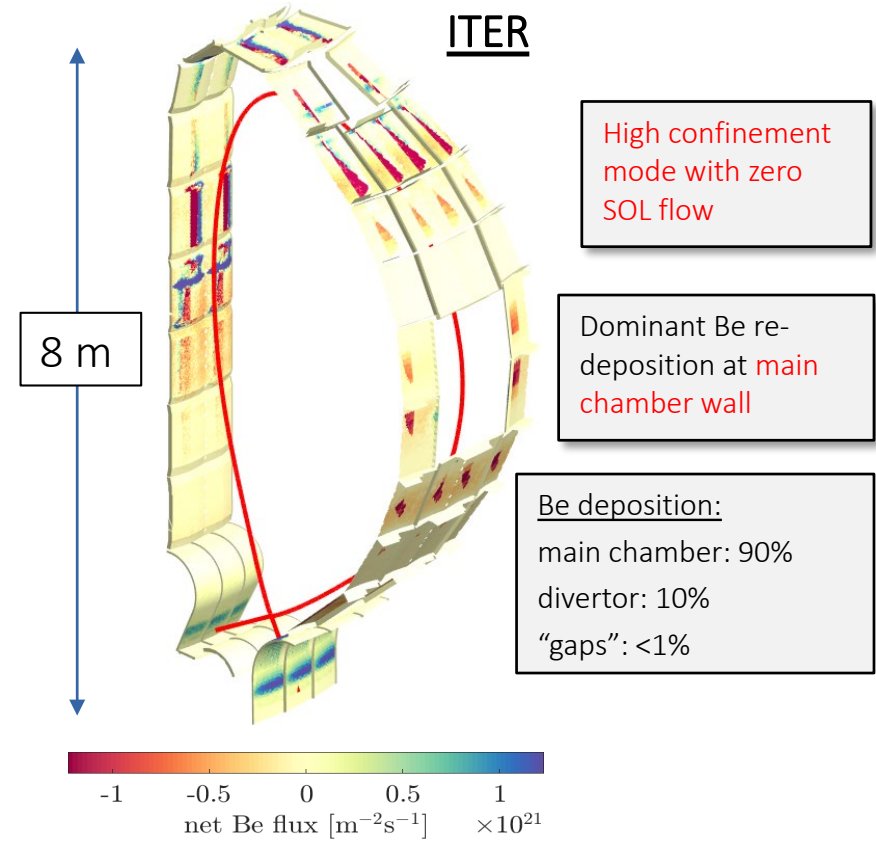 ITER
High confinement
mode with zero
SOL flow
8 m
Dominant Be re-
deposition at main
chamber wall
Be deposition:
main chamber: 90%
divertor: 10%
“gaps”: <1%
-1 -0.5 0 0.5 1
net Be flux [m⁻²s⁻¹] ×10²¹